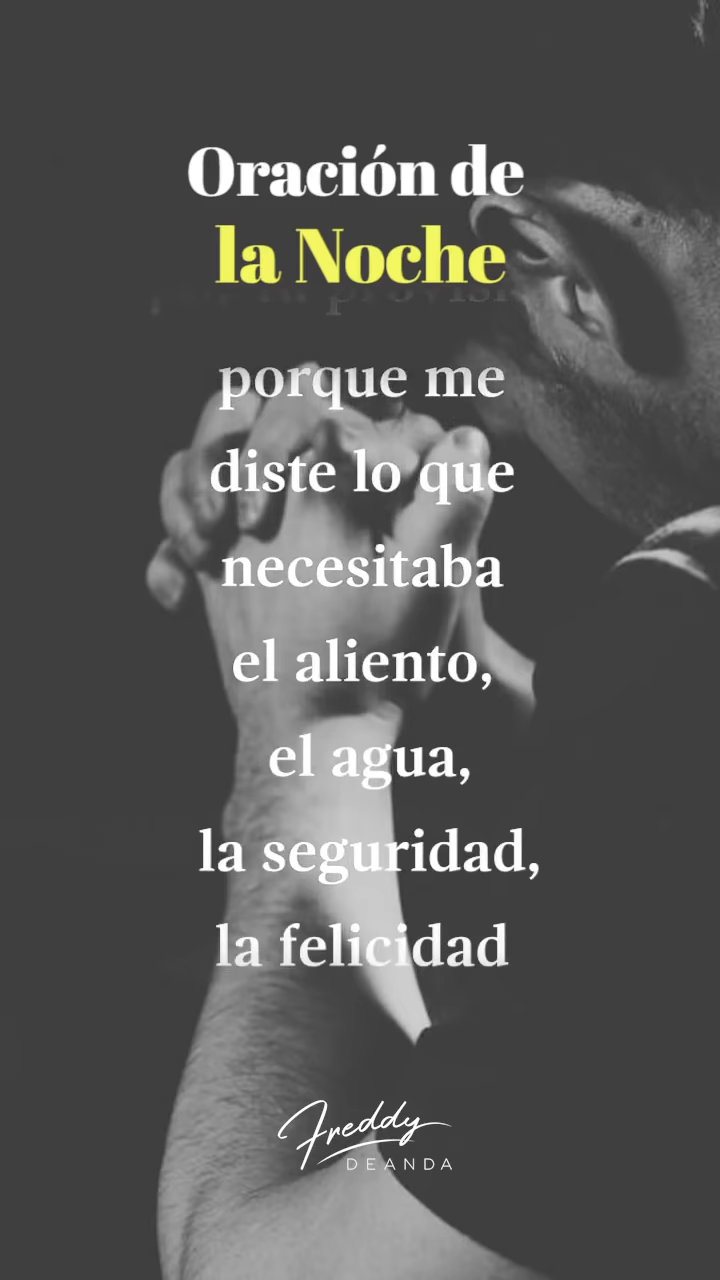 Oración de
la Noche
porque me
diste lo que
necesitaba
el aliento,
el agua,
la seguridad,
la felicidad
Freddy
DEANDA